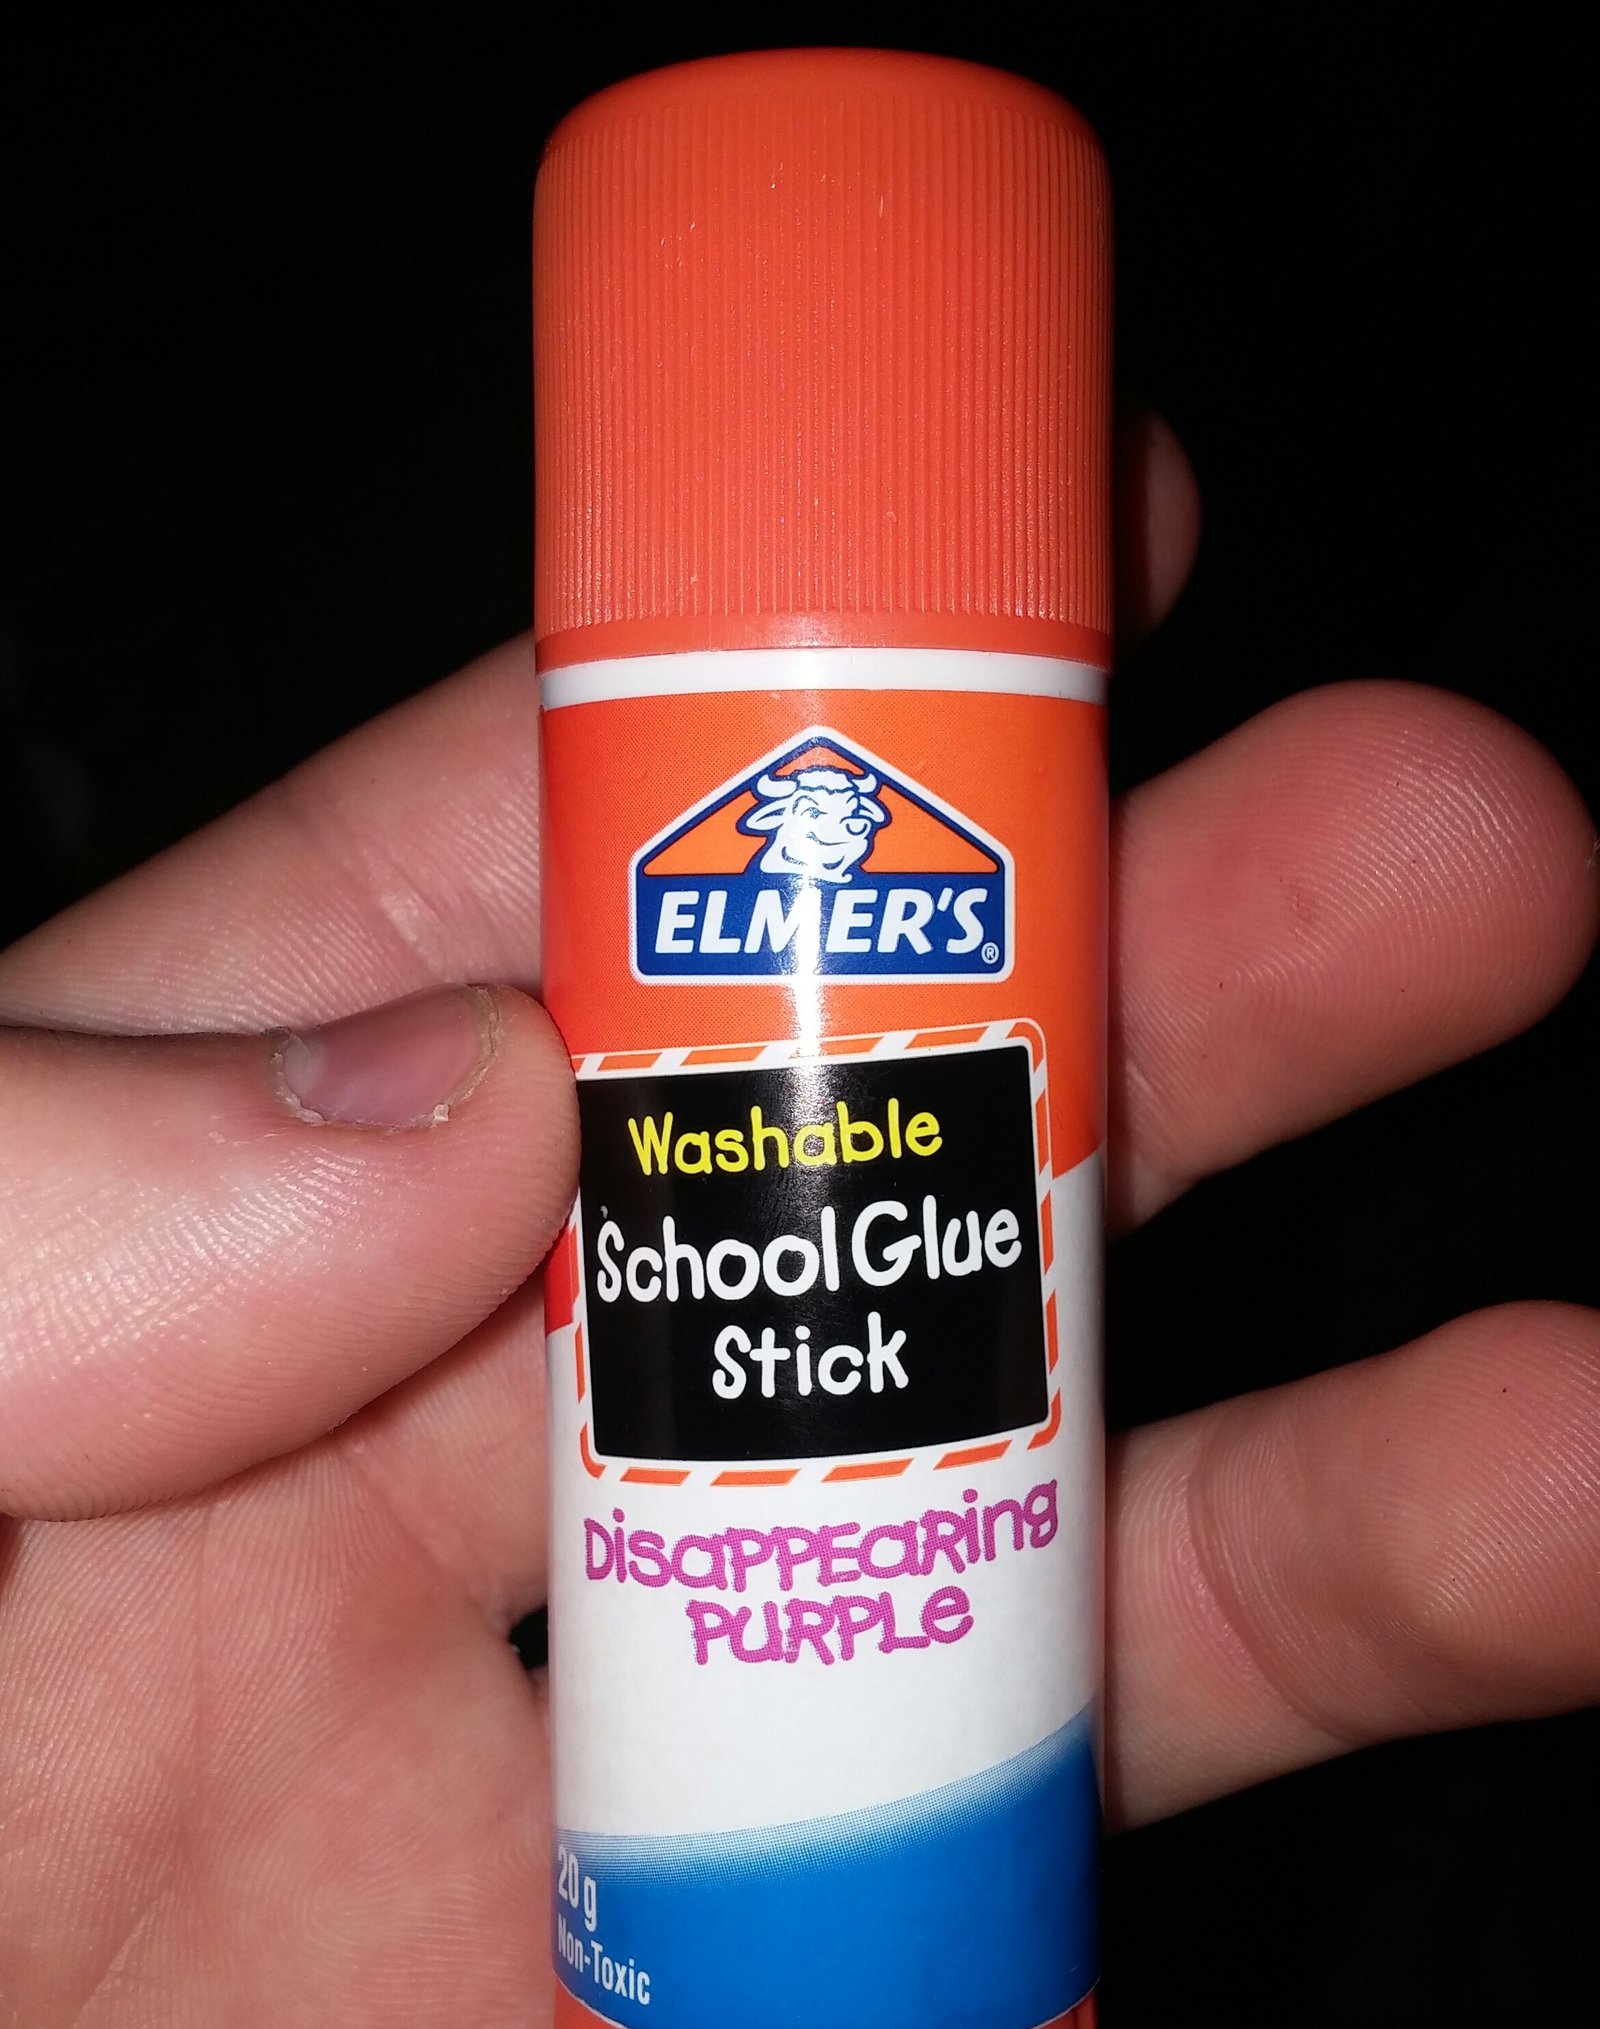 ELMER'S®
Washable
School Glue
Stick
Disappearing
Purple
20 g
Non-Toxic